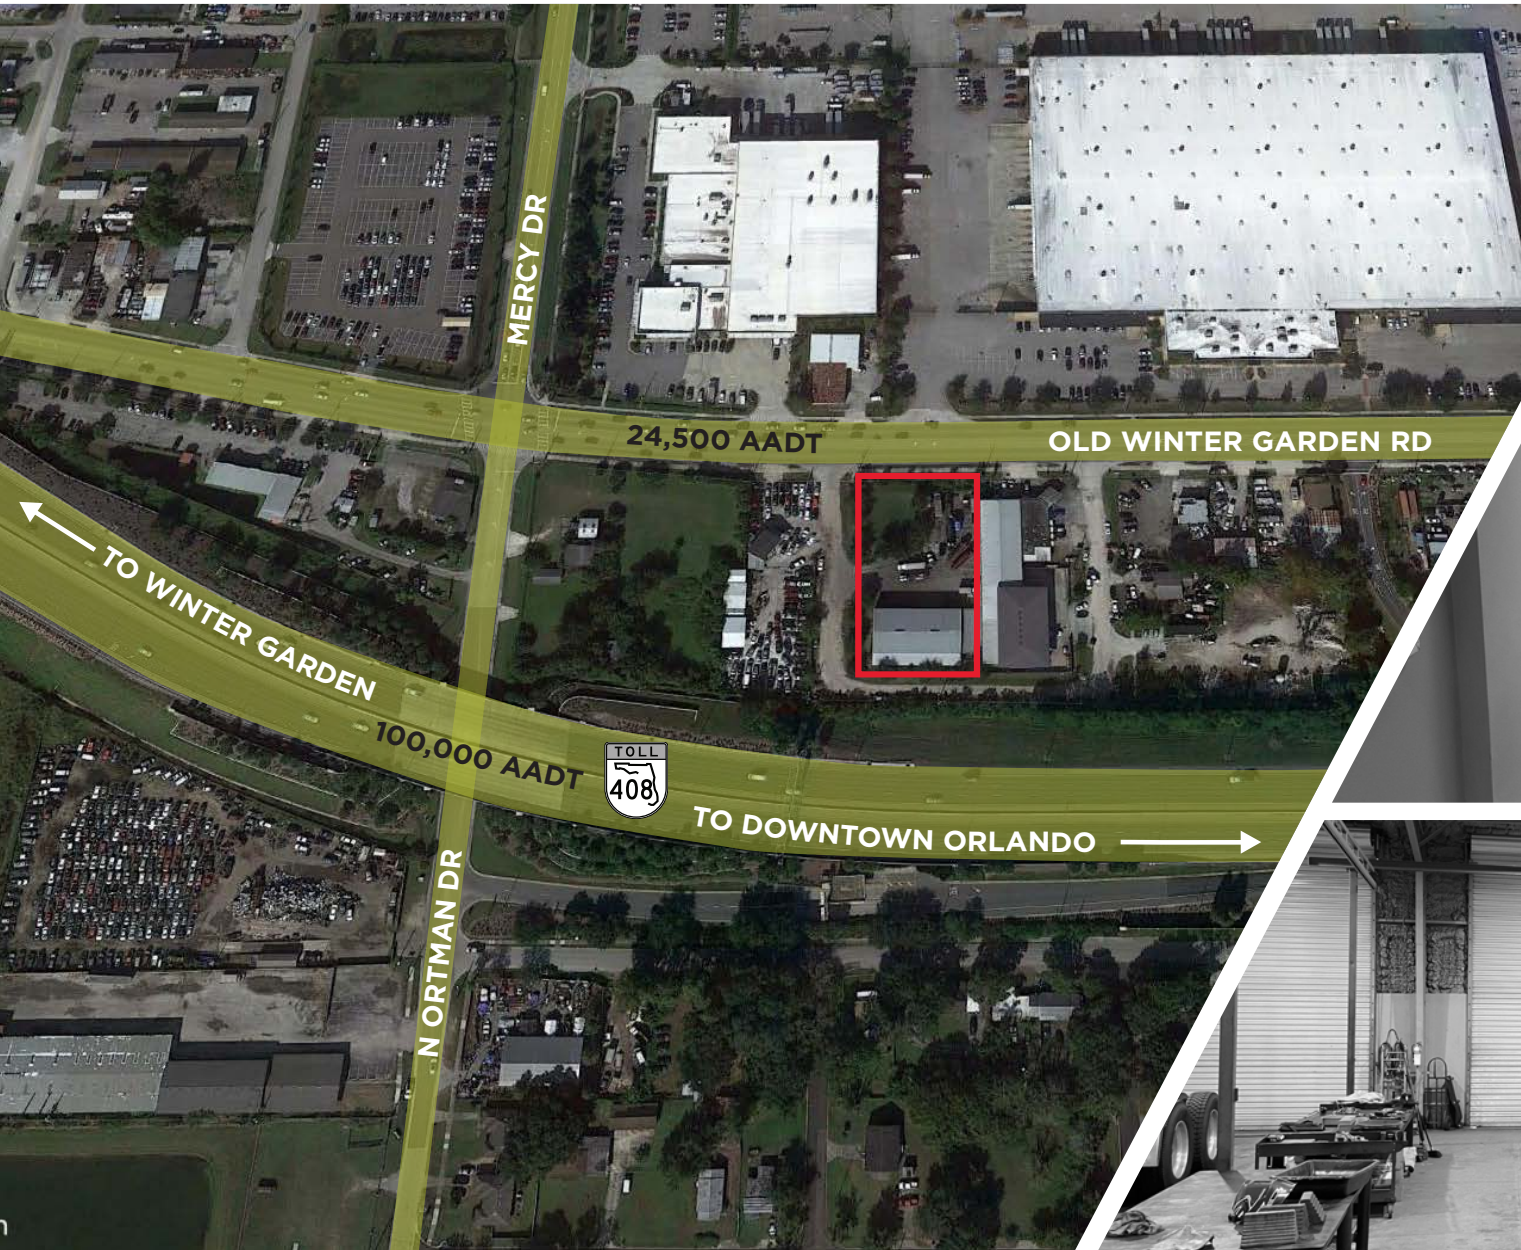 MERCY DR
24,500 AADT
OLD WINTER GARDEN RD
TO WINTER GARDEN
100,000 AADT
TOLL
408
TO DOWNTOWN ORLANDO
N ORTMAN DR
n